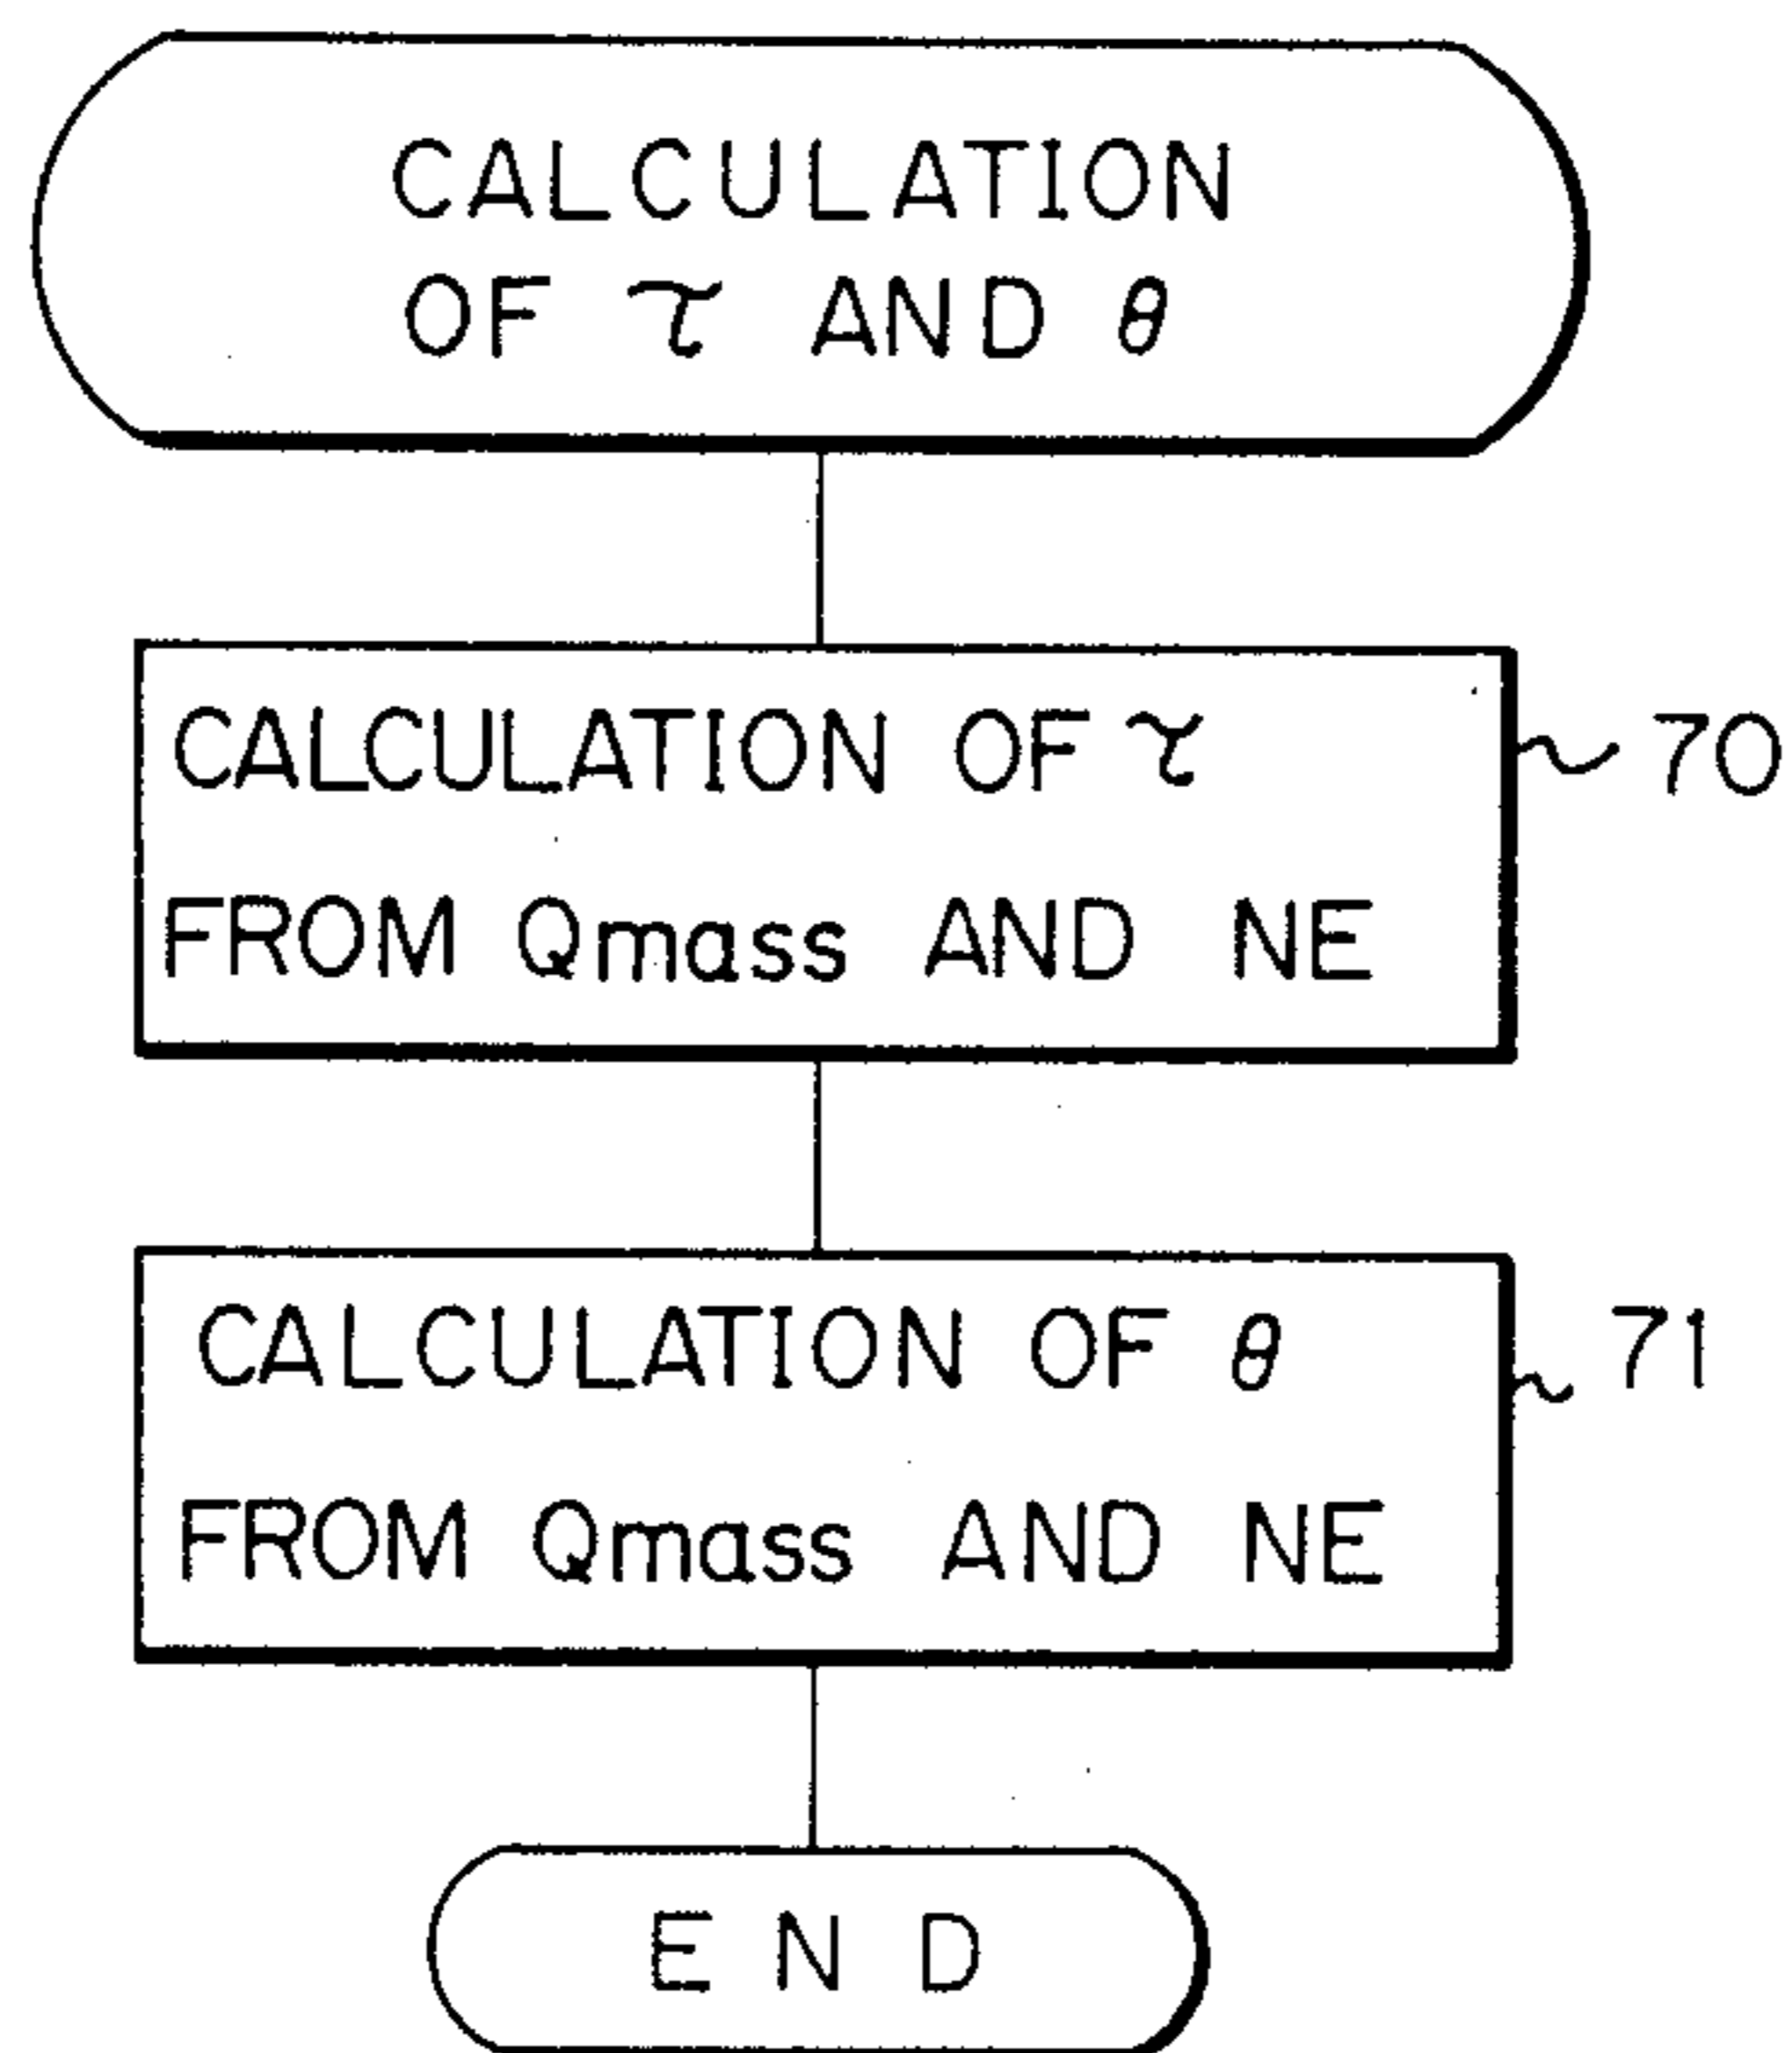 CALCULATION
OF τ AND θ
CALCULATION OF τ
FROM Qmass AND NE
70
CALCULATION OF θ
FROM Qmass AND NE
71
END